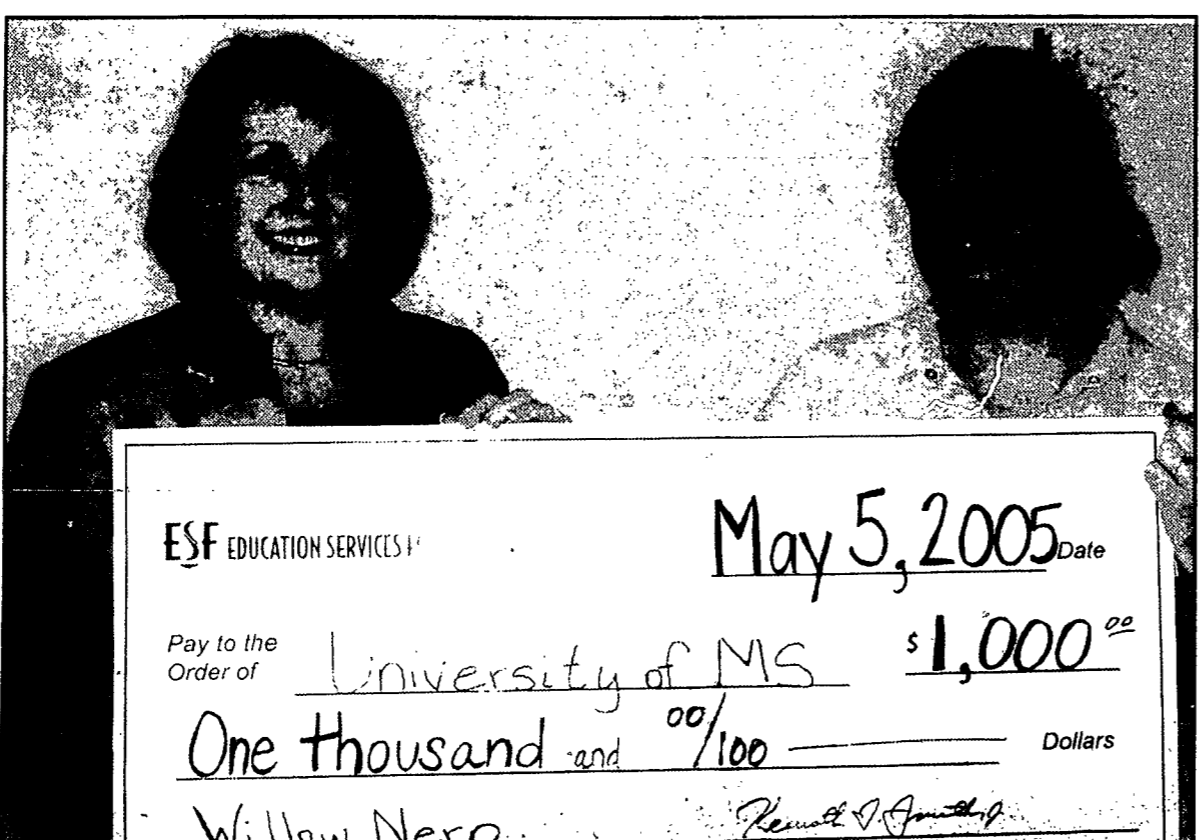 ESF EDUCATION SERVICES
May 5, 2005 Date
Pay to the
Order of University of MS $ 1,000 00
One thousand and 00/100 Dollars
Willow Nero